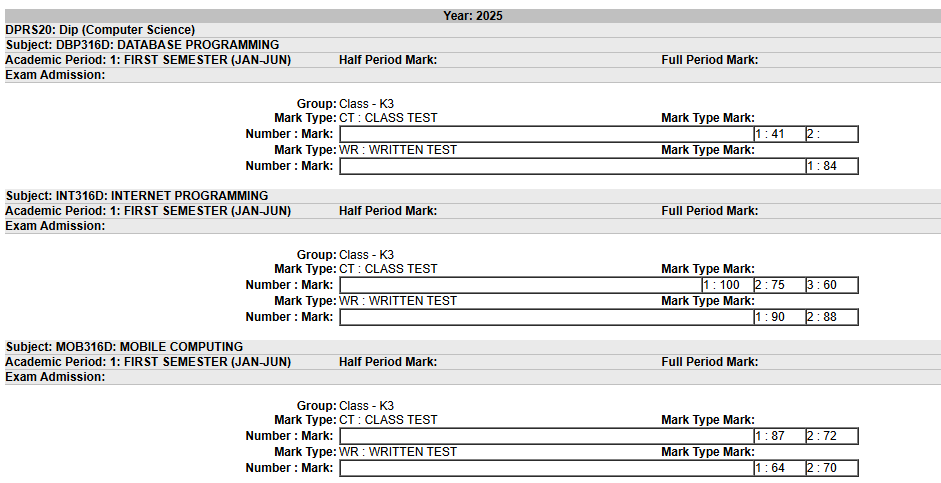 Year: 2025
DPRS20: Dip (Computer Science)
Subject: DBP316D: DATABASE PROGRAMMING
Academic Period: 1: FIRST SEMESTER (JAN-JUN) Half Period Mark: Full Period Mark:
Exam Admission:
Group: Class - K3
Mark Type: CT : CLASS TEST Mark Type Mark:
Number : Mark: 1 : 41 2 :
Mark Type: WR : WRITTEN TEST Mark Type Mark:
Number : Mark: 1 : 84
Subject: INT316D: INTERNET PROGRAMMING
Academic Period: 1: FIRST SEMESTER (JAN-JUN) Half Period Mark: Full Period Mark:
Exam Admission:
Group: Class - K3
Mark Type: CT : CLASS TEST Mark Type Mark:
Number : Mark: 1 : 100 2 : 75 3 : 60
Mark Type: WR : WRITTEN TEST Mark Type Mark:
Number : Mark: 1 : 90 2 : 88
Subject: MOB316D: MOBILE COMPUTING
Academic Period: 1: FIRST SEMESTER (JAN-JUN) Half Period Mark: Full Period Mark:
Exam Admission:
Group: Class - K3
Mark Type: CT : CLASS TEST Mark Type Mark:
Number : Mark: 1 : 87 2 : 72
Mark Type: WR : WRITTEN TEST Mark Type Mark:
Number : Mark: 1 : 64 2 : 70